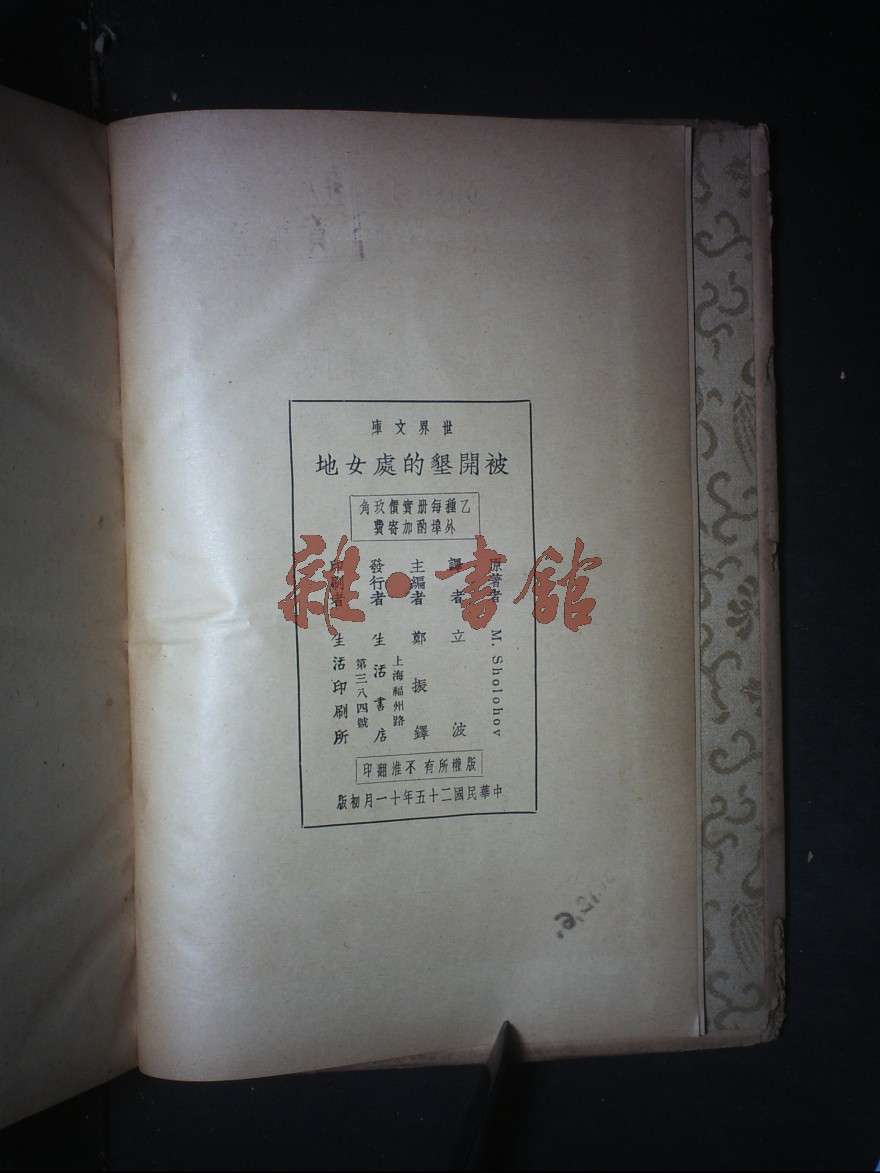 世界文庫
被開墾的處女地
乙種每册實價玖角
外埠酌加寄費
原著者 M. Sholohov
譯者 立波
主編者 鄭振鐸
發行者 生活書店
上海福州路
第三八四號
印刷者 生活印刷所
版權所有不准翻印
中華民國二十五年十一月初版
雜·書館